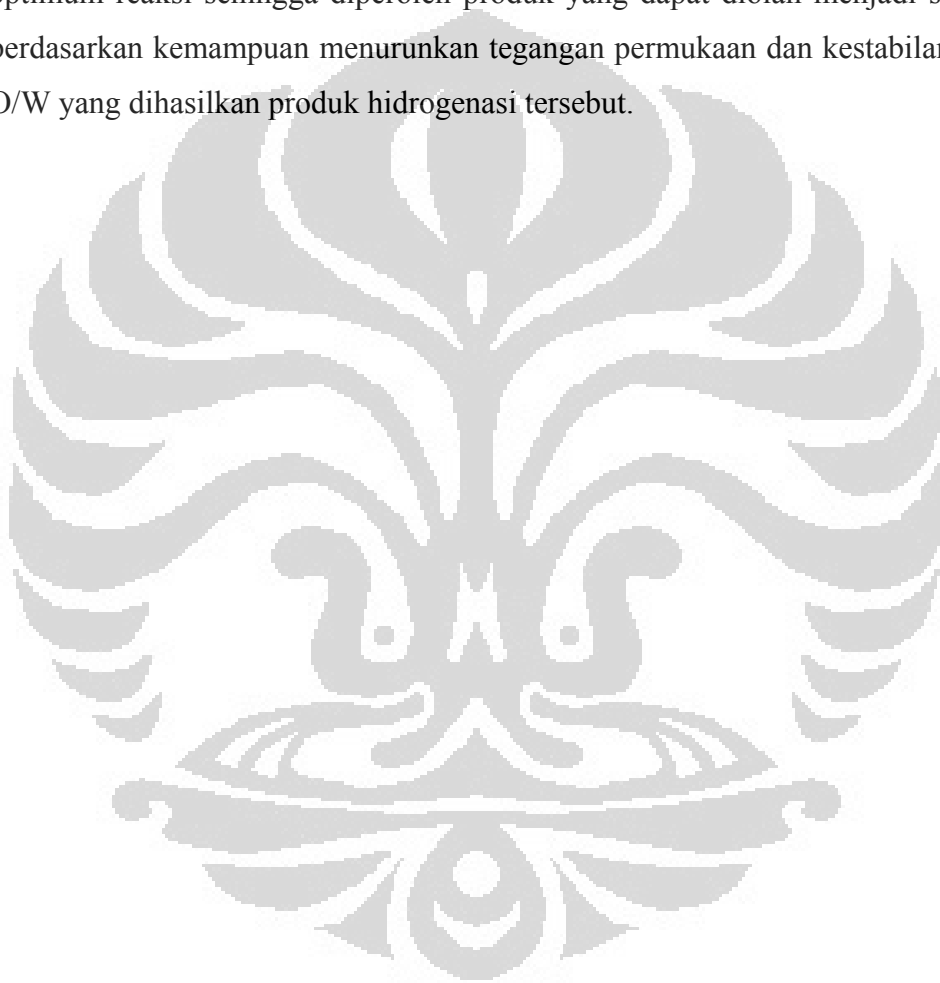 optimum reaksi sehingga diperoleh produk yang dapat diolah menjadi s
berdasarkan kemampuan menurunkan tegangan permukaan dan kestabilan
O/W yang dihasilkan produk hidrogenasi tersebut.